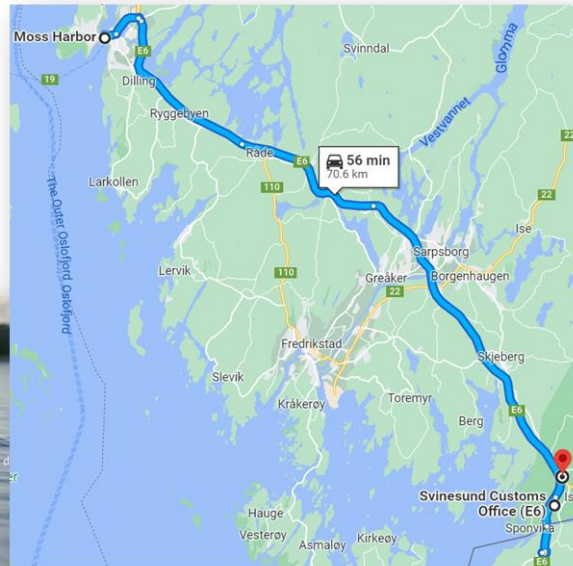 Moss Harbor
E6
Svinndal
Glomma
19
Dilling
Vestvannet
Ryggebyen
22
Råde
E6
56 min
70.6 km
Larkollen
110
22
Ise
The Outer Oslofjord
Oslofjord
Sarpsborg
Lervik
110
Greåker
Borgenhaugen
22
Fredrikstad
Skjeberg
Slevik
Toremyr
Kråkerøy
E6
Berg
Svinesund Customs
Office (E6)
Hauge
Sponvika
Vesterøy
Kirkøy
Asmaløy
E6